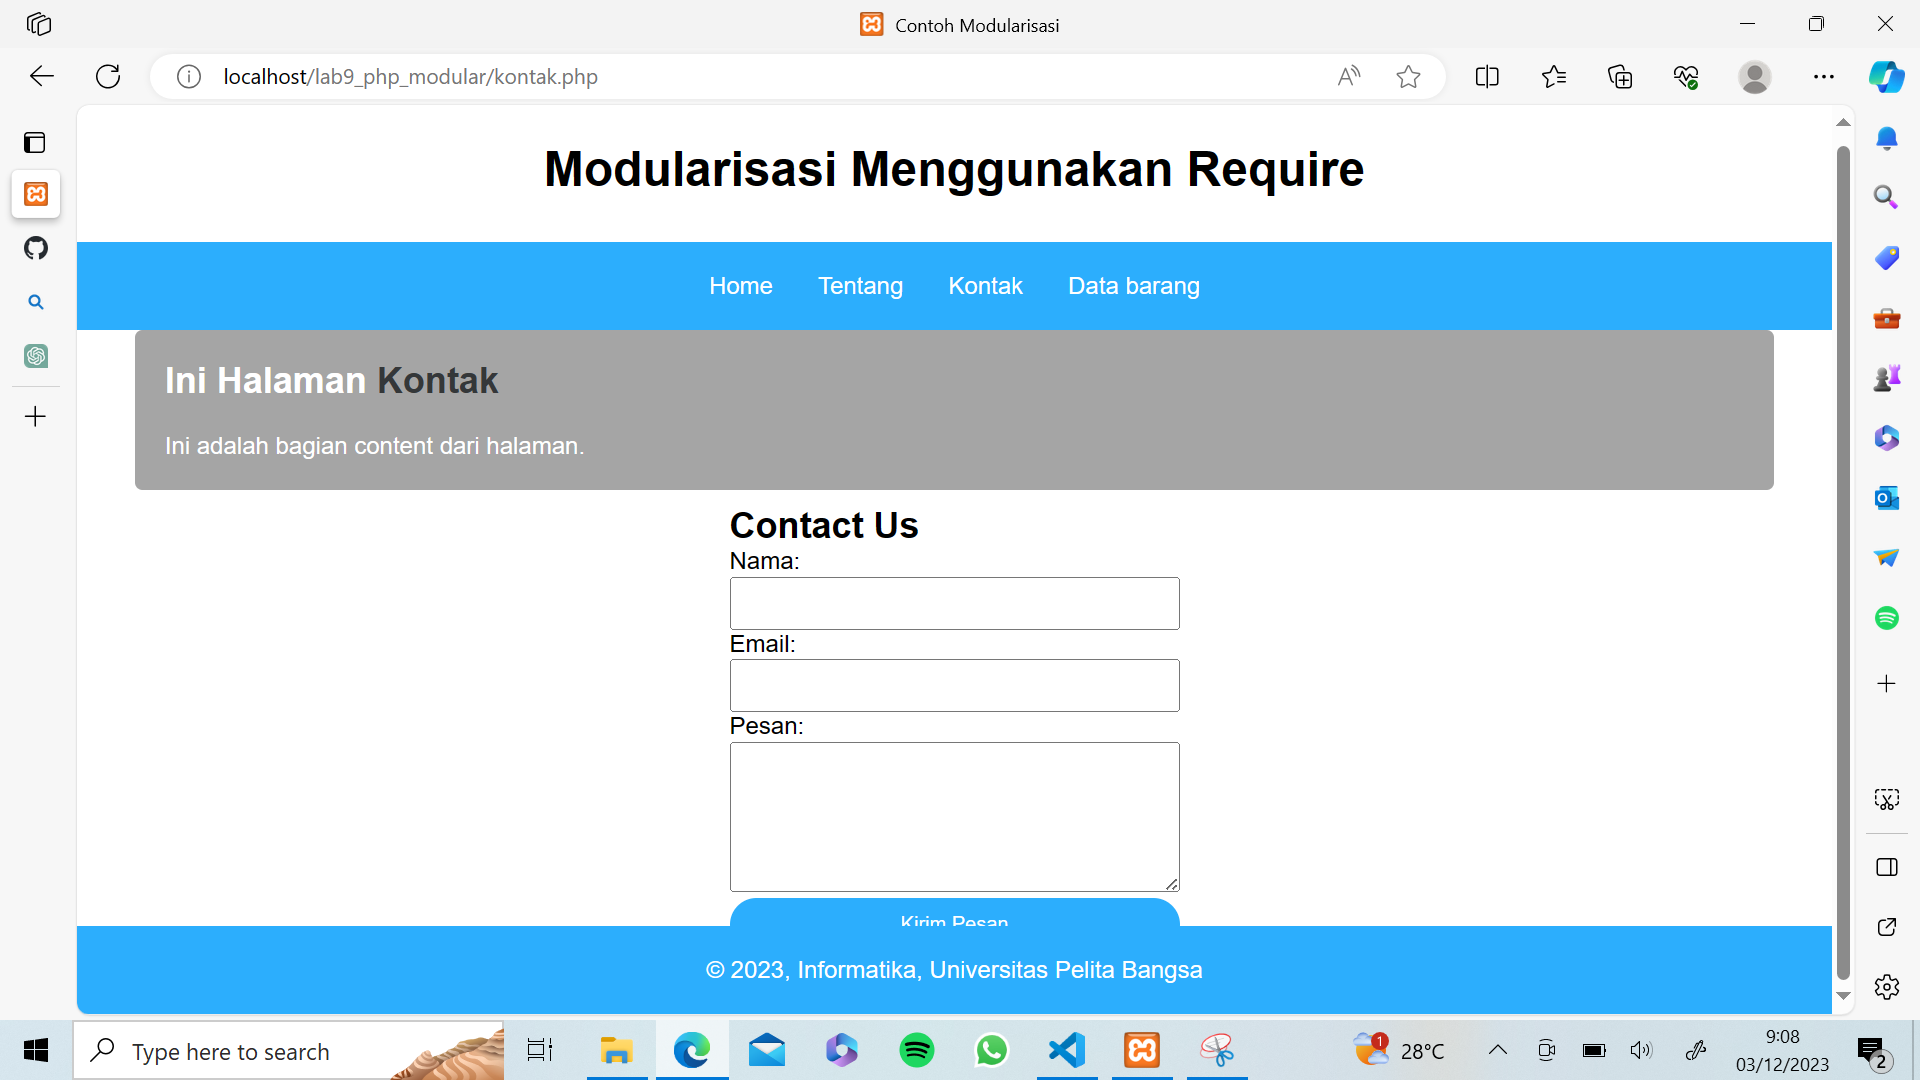 Contoh Modularisasi
localhost/lab9_php_modular/kontak.php
Modularisasi Menggunakan Require
Home Tentang Kontak Data barang
Ini Halaman Kontak
Ini adalah bagian content dari halaman.
Contact Us
Nama:
Email:
Pesan:
Kirim Pesan
© 2023, Informatika, Universitas Pelita Bangsa
Type here to search
1
28°C
9:08
03/12/2023
2